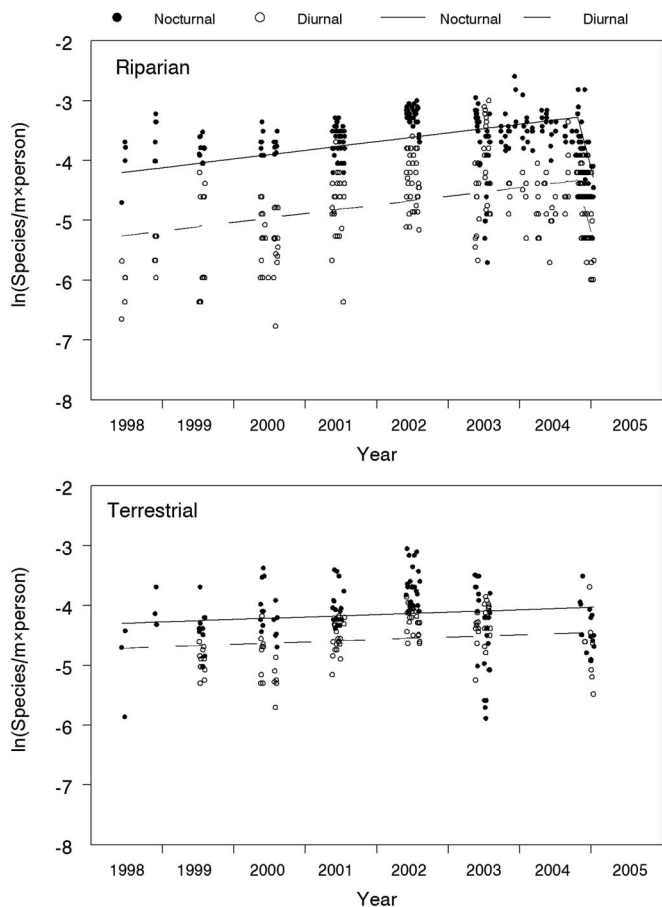 Nocturnal Diurnal Nocturnal Diurnal
-2
Riparian
-3
-4
-5
-6
-7
-8
ln(Species/m×person)
1998 1999 2000 2001 2002 2003 2004 2005
Year
-2
Terrestrial
-3
-4
-5
-6
-7
-8
ln(Species/m×person)
1998 1999 2000 2001 2002 2003 2004 2005
Year